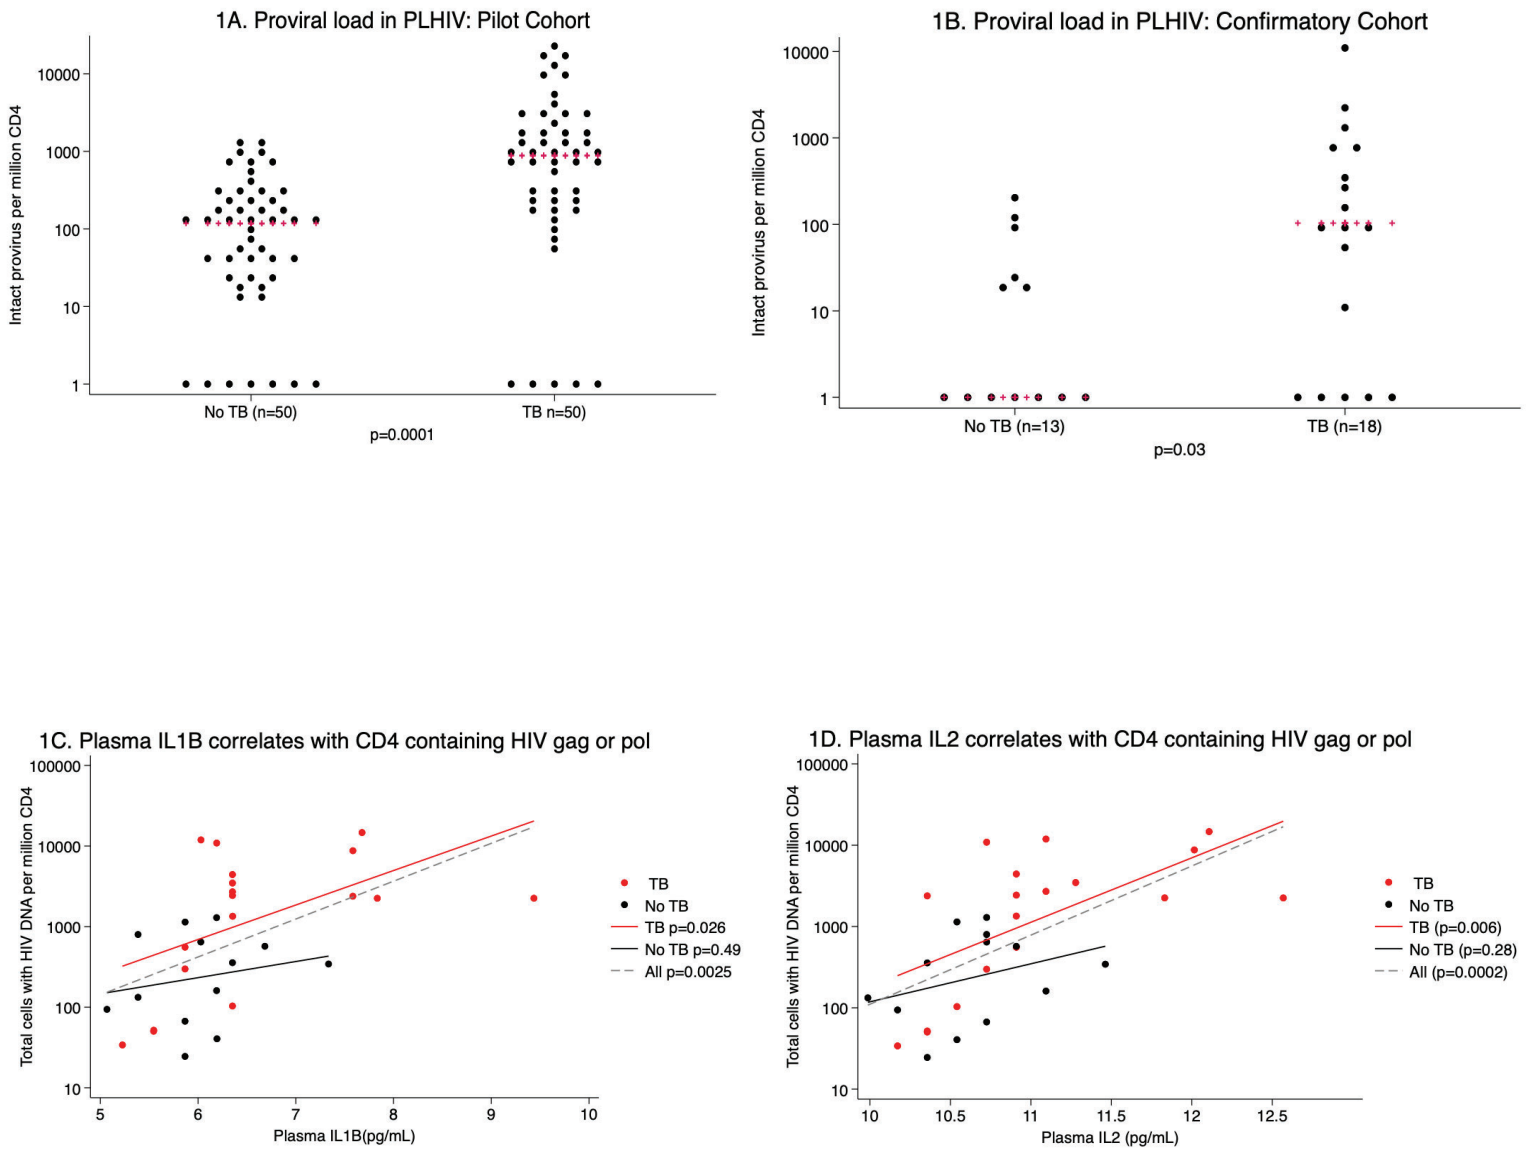 1A. Proviral load in PLHIV: Pilot Cohort
Intact provirus per million CD4
10000
1000
100
10
1
No TB (n=50)
TB n=50)
p=0.0001
1B. Proviral load in PLHIV: Confirmatory Cohort
Intact provirus per million CD4
10000
1000
100
10
1
No TB (n=13)
TB (n=18)
p=0.03
1C. Plasma IL1B correlates with CD4 containing HIV gag or pol
Total cells with HIV DNA per million CD4
100000
10000
1000
100
10
5 6 7 8 9 10
Plasma IL1B(pg/mL)
TB
No TB
TB p=0.026
No TB p=0.49
All p=0.0025
1D. Plasma IL2 correlates with CD4 containing HIV gag or pol
Total cells with HIV DNA per million CD4
100000
10000
1000
100
10
10 10.5 11 11.5 12 12.5
Plasma IL2 (pg/mL)
TB
No TB
TB (p=0.006)
No TB (p=0.28)
All (p=0.0002)